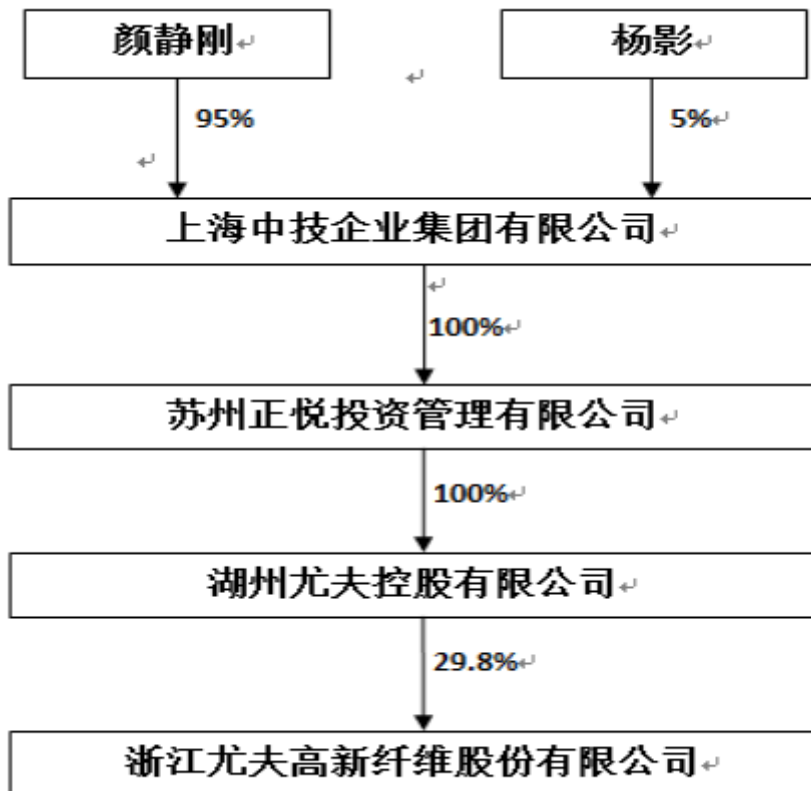 颜静刚
杨影
95%
5%
上海中技企业集团有限公司
100%
苏州正悦投资管理有限公司
100%
湖州尤夫控股有限公司
29.8%
浙江尤夫高新纤维股份有限公司